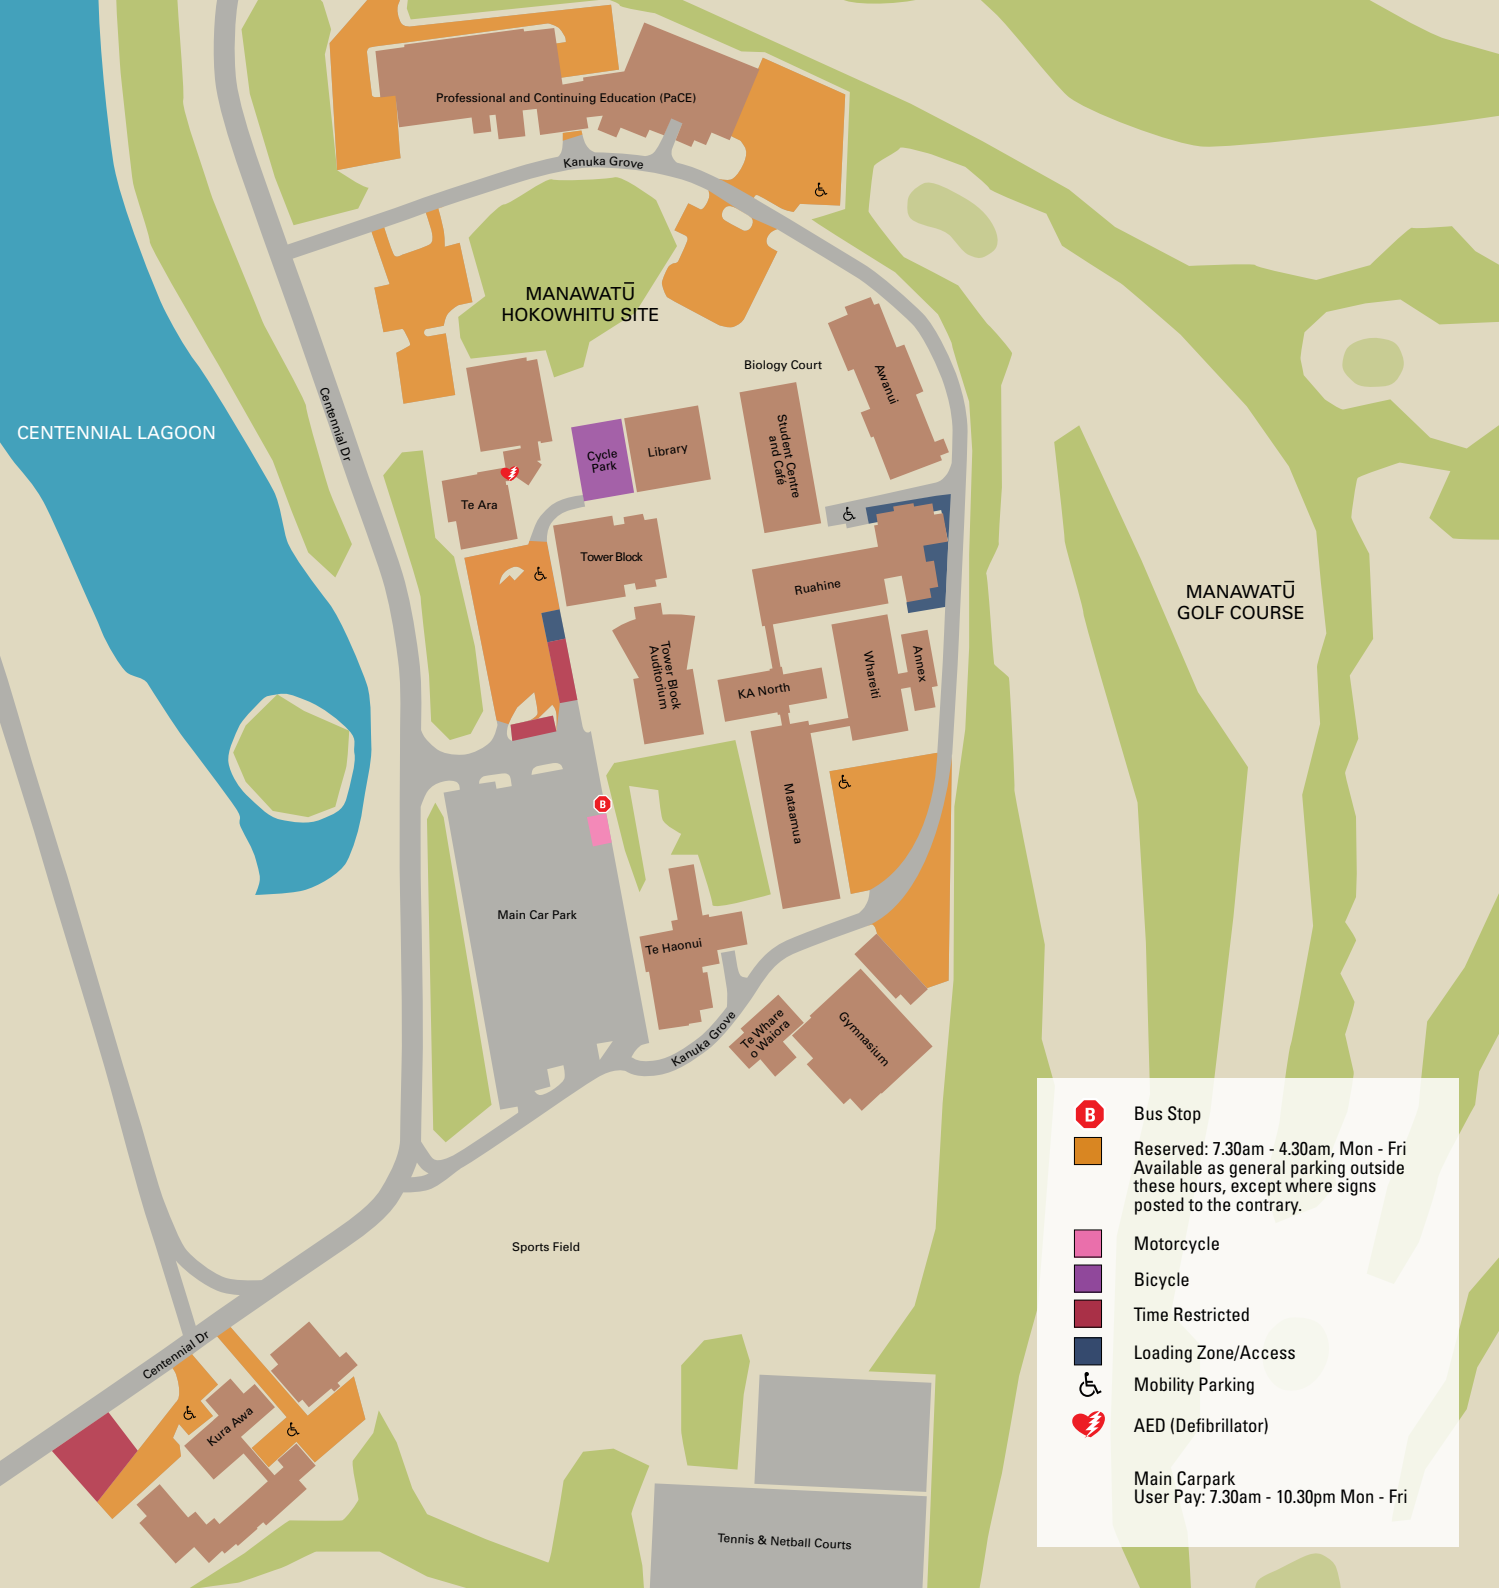 Professional and Continuing Education (PaCE)
Kanuka Grove
MANAWATŪ
HOKOWHITU SITE
Biology Court
Awanui
Centennial Dr
CENTENNIAL LAGOON
Cycle
Park
Library
Student Centre
and Café
Te Ara
Tower Block
Ruahine
MANAWATŪ
GOLF COURSE
Tower Block
Auditorium
KA North
Whareiti
Annex
Mataamua
B
Main Car Park
Te Haonui
Kanuka Grove
Te Whare
o Waiora
Gymnasium
Sports Field
Centennial Dr
Kura Awa
Tennis & Netball Courts
B
Bus Stop
Reserved: 7.30am - 4.30am, Mon - Fri
Available as general parking outside
these hours, except where signs
posted to the contrary.
Motorcycle
Bicycle
Time Restricted
Loading Zone/Access
Mobility Parking
AED (Defibrillator)
Main Carpark
User Pay: 7.30am - 10.30pm Mon - Fri